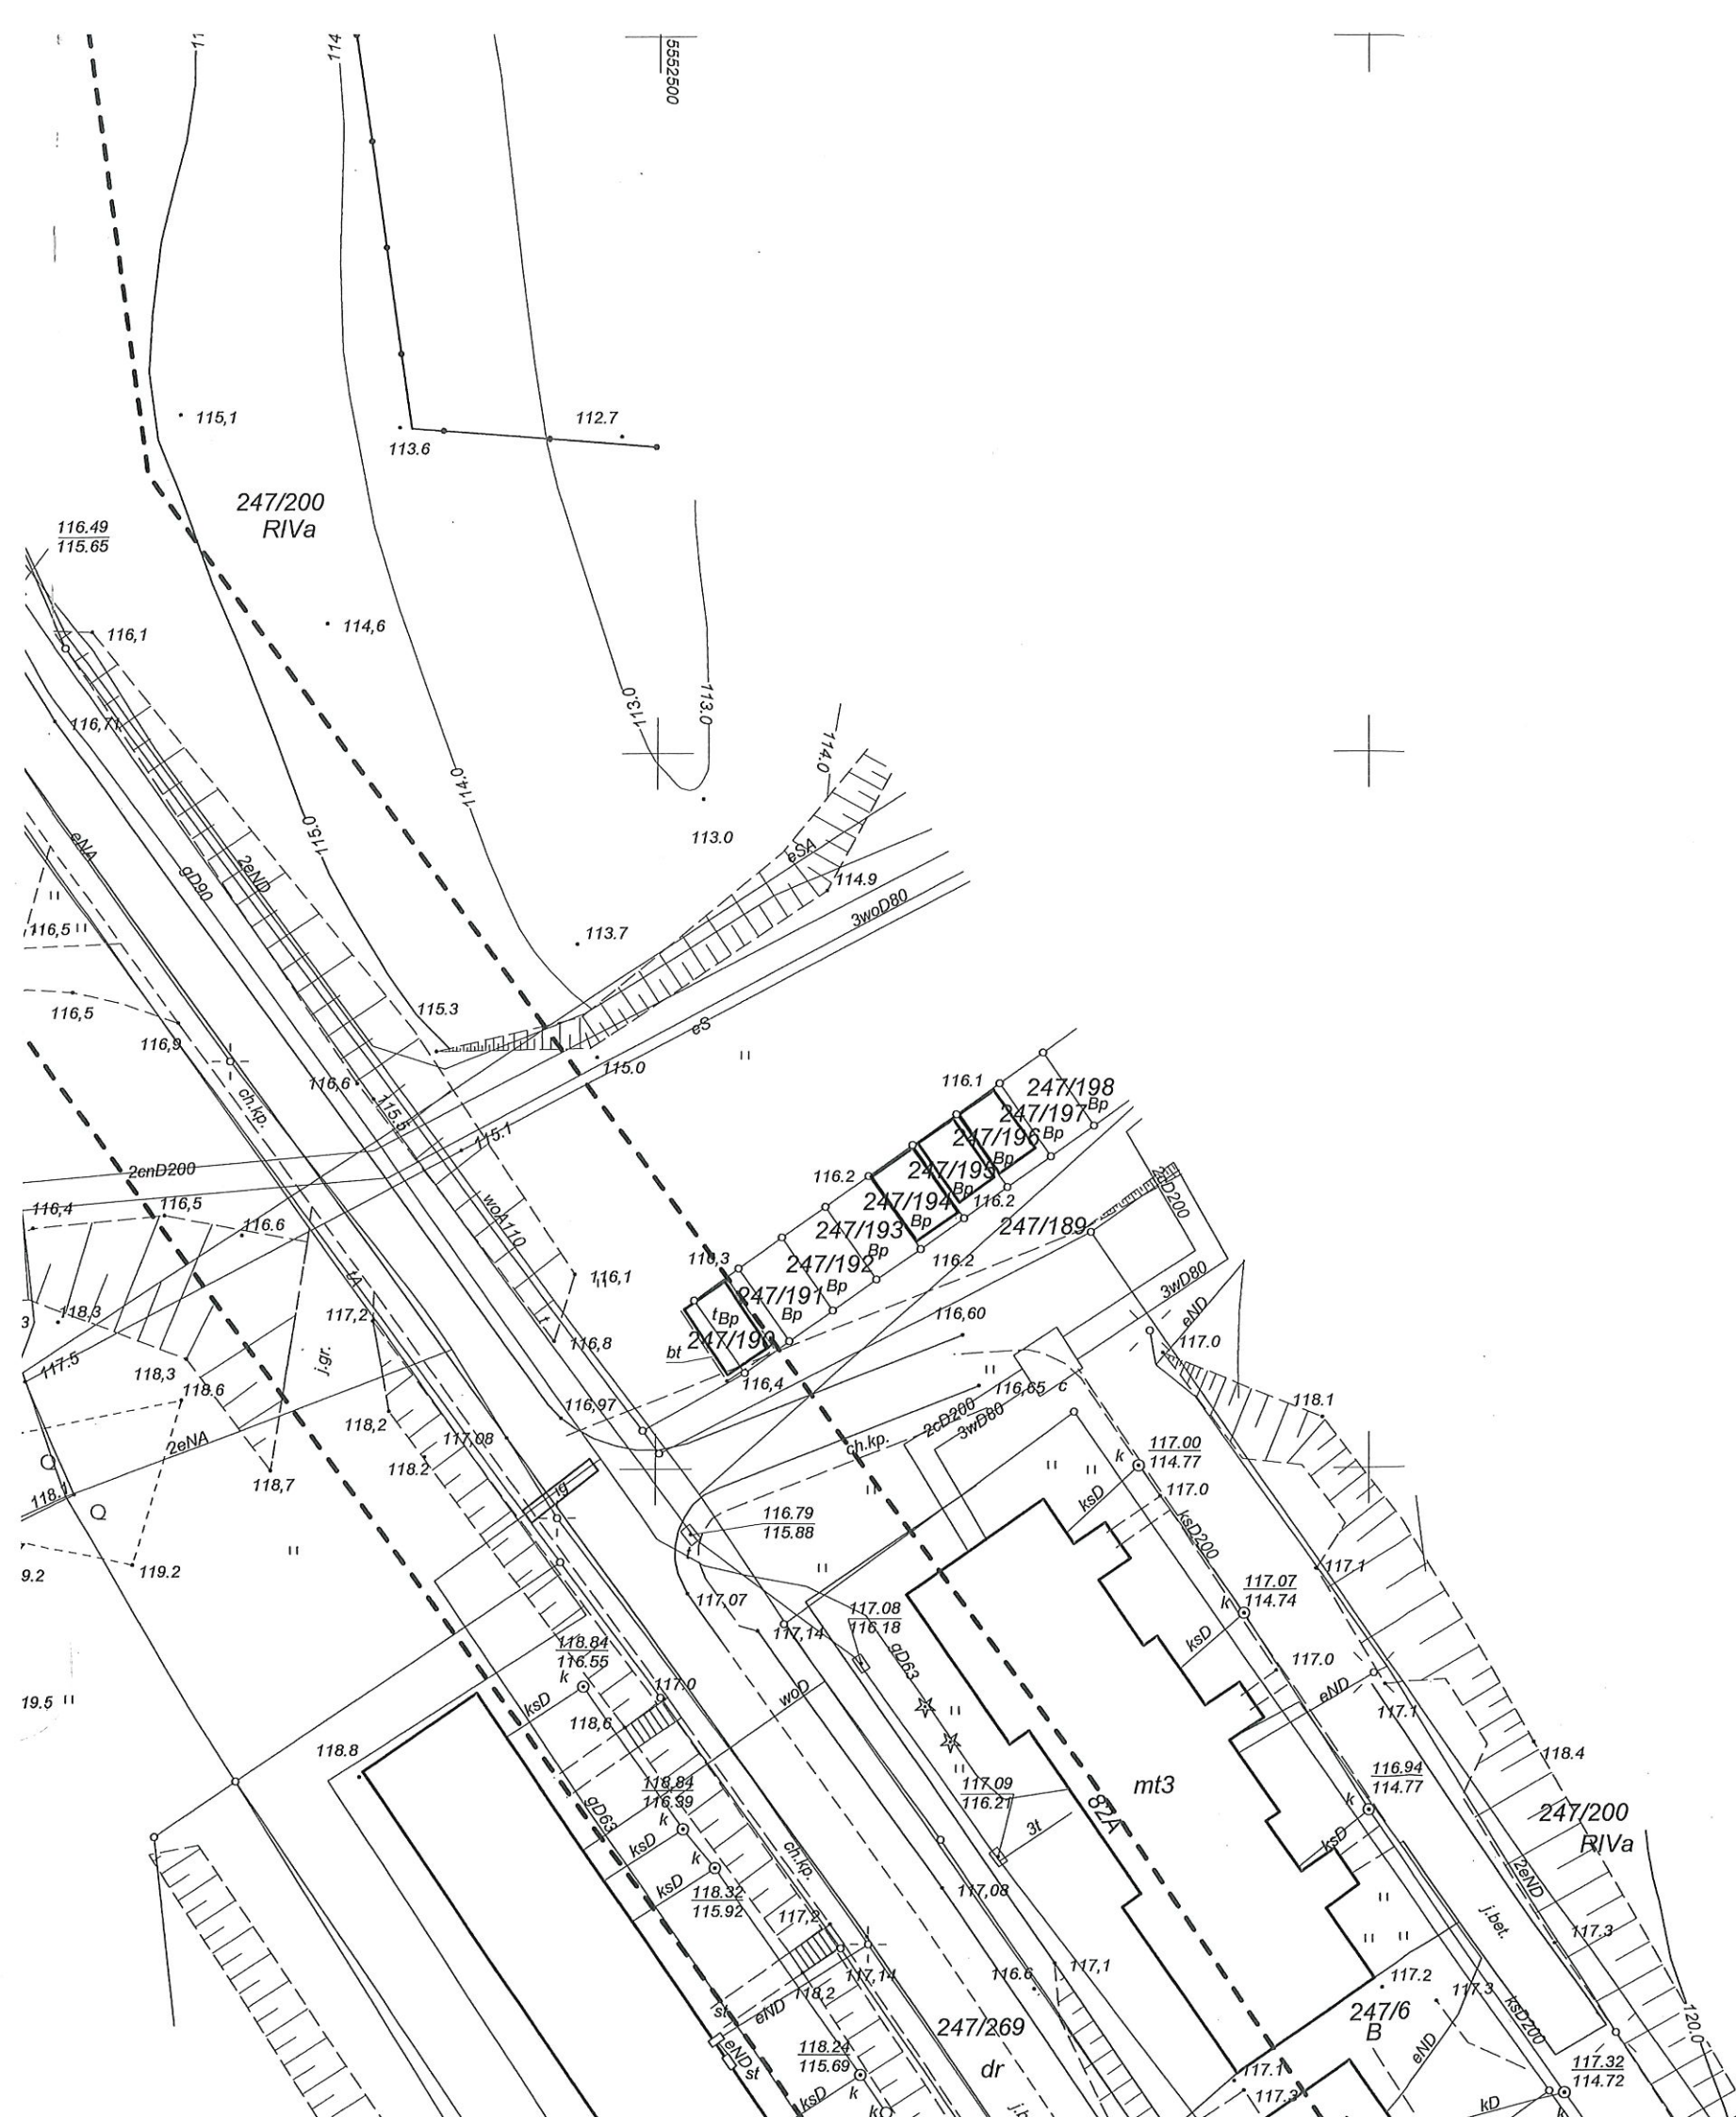 11
114
5552500
115,1
112.7
113.6
247/200
RIVa
116.49
115.65
114,6
116,1
113.0
113.0
116,71
114.0
114.0
115.0
113.0
eNA
gD90
2eND
eSA
114.9
3woD80
116,5
113.7
115.3
116,5
eS
116,9
115.0
116,6
ch.kp.
115.5
115.1
116.1
247/198
Bp
247/197
Bp
247/196
Bp
247/195
Bp
247/194
Bp
247/193
Bp
247/192
Bp
247/191
Bp
tBp
247/190
bt
2cnD200
116.2
116.2
116.2
247/189
116,4
116,5
116.6
woA110
116,3
3wD80
tA
116,1
t
118.3
117,2
116,60
eND
117.0
116,8
117.5
118,3
j.gr.
118.6
116,4
116,65
c
118.1
116,97
118,2
117,08
2eNA
2cD200
3wD80
ch.kp.
117.00
114.77
k
118.2
118,7
118.1
117.0
ksD
ksD200
116.79
115.88
t
9.2
119.2
117.1
117.07
114.74
k
117,07
117.08
116.18
117,14
ksD
gD63
118.84
116.55
k
117.0
117.0
eND
19.5
ksD
woD
118,6
117.1
118.8
118.4
118,84
116.39
k
117.09
116.21
mt3
82A
116.94
114.77
k
247/200
RIVa
gD63
3t
ksD
ksD
ch.kp.
k
ksD
118.32
115.92
117,08
2eND
j.bet.
117,2
117.3
117,14
116.6
117,1
118,2
117.2
117.3
st
eND
247/6
B
ksD200
120.0
247/269
dr
eND
118.24
115.69
k
eND
st
117.1
117.3
117.32
114.72
ksD
k
kD
k